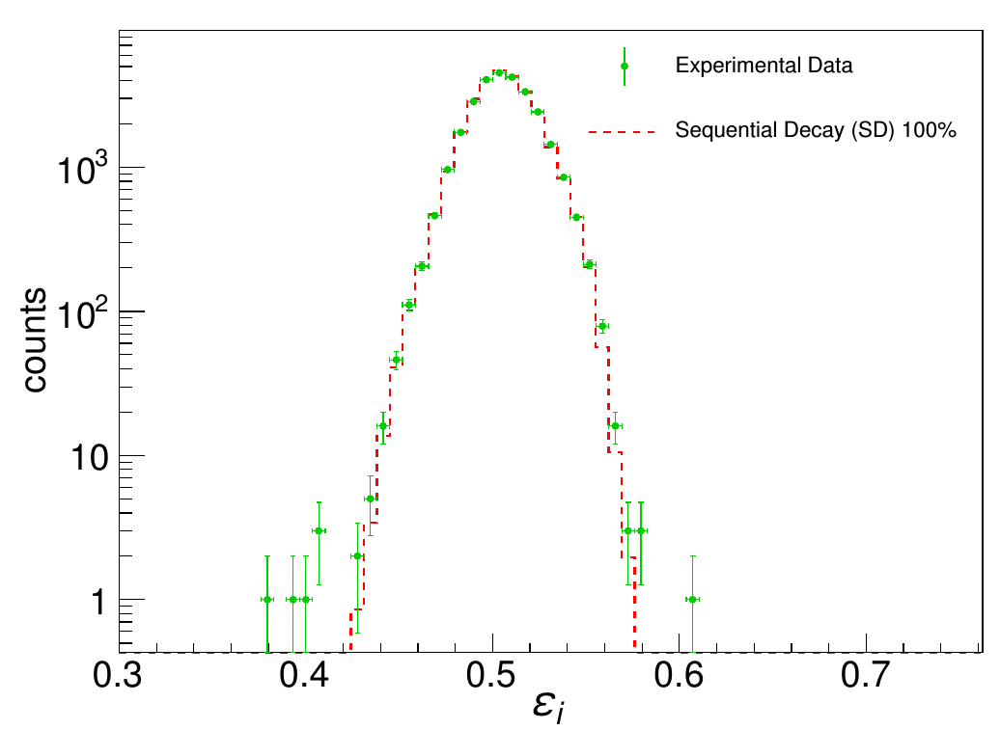 Experimental Data
Sequential Decay (SD) 100%
counts
10³
10²
10
1
0.3 0.4 0.5 0.6 0.7
εᵢ